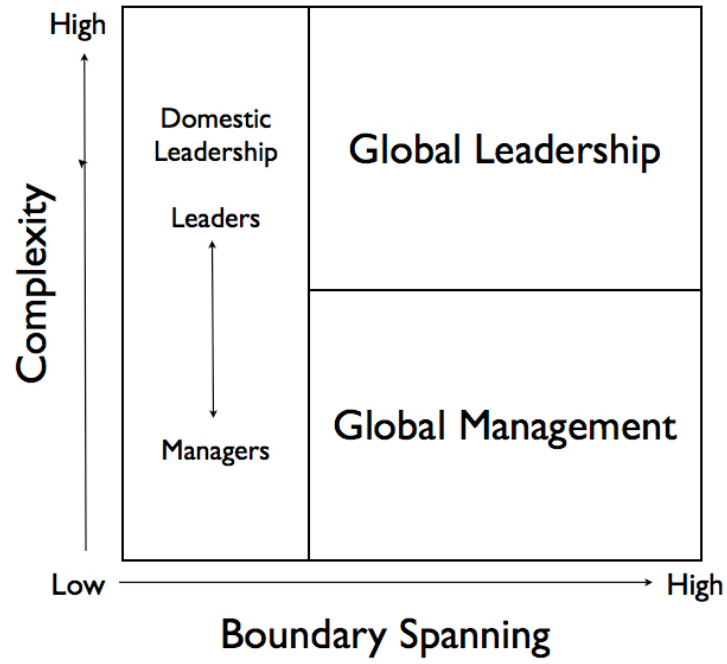 High
Domestic
Leadership
Global Leadership
Leaders
Complexity
Managers
Global Management
Low
High
Boundary Spanning